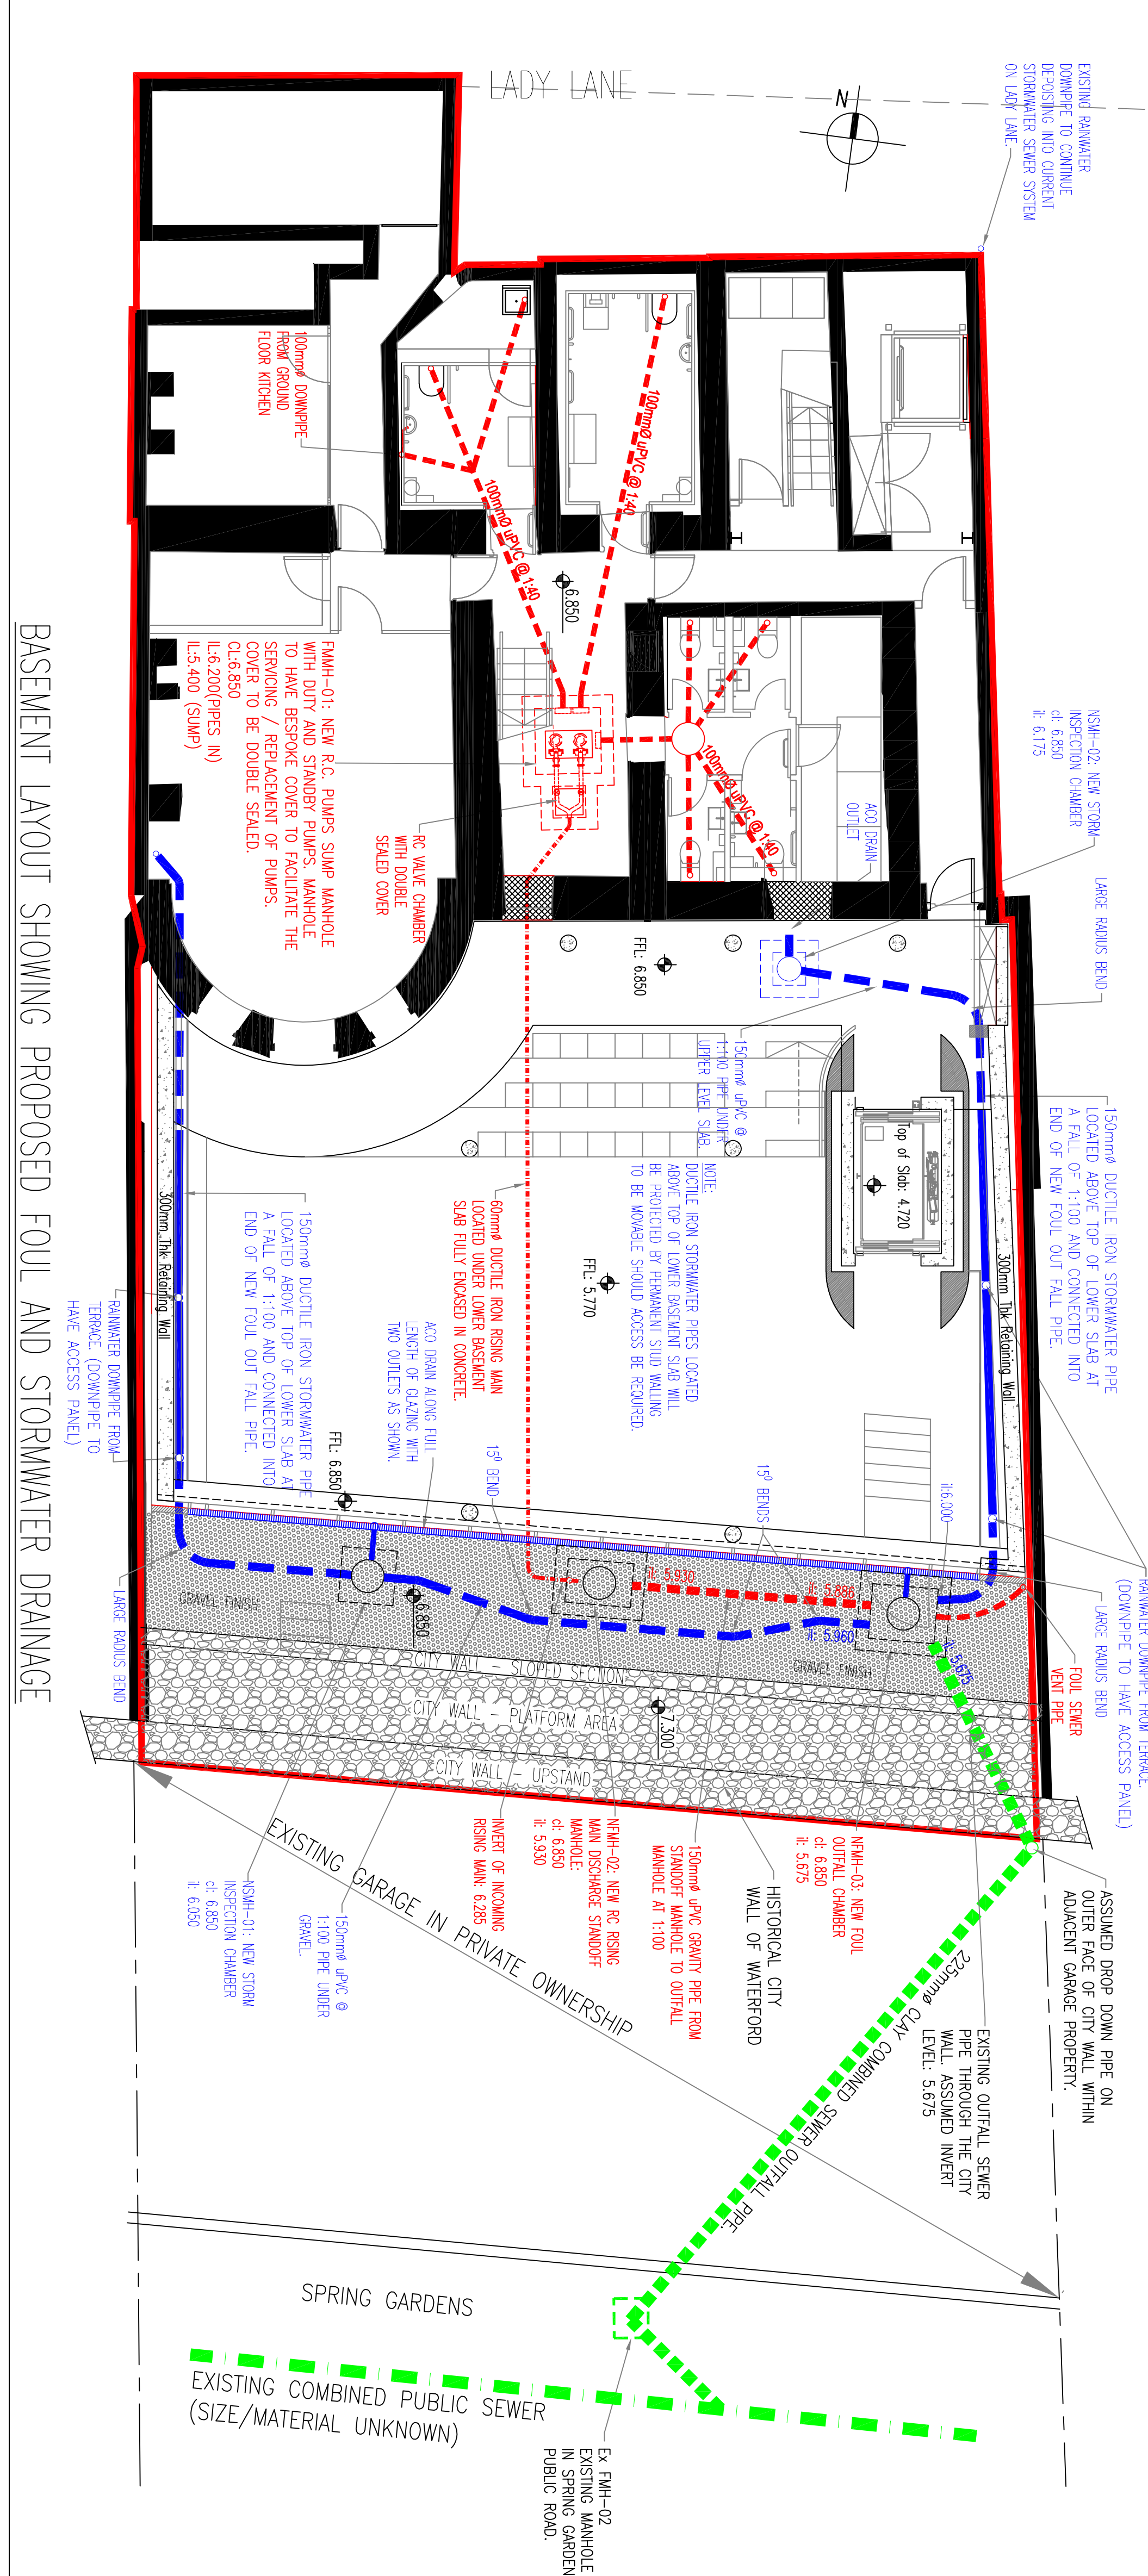 LADY LANE
N
EXISTING RAINWATER
DOWNPIPE TO CONTINUE
DEPOISTING INTO CURRENT
STORMWATER SEWER SYSTEM
ON LADY LANE.
100mmØ DOWNPIPE
FROM GROUND
FLOOR KITCHEN
100mmØ uPVC @ 1:40
100mmØ uPVC @ 1:40
6.850
100mmØ uPVC @ 1:40
ACO DRAIN
OUTLET
NSMH-02: NEW STORM
INSPECTION CHAMBER
cl: 6.850
il: 6.175
LARGE RADIUS BEND
FMMH-01: NEW R.C. PUMPS SUMP MANHOLE
WITH DUTY AND STANDBY PUMPS. MANHOLE
TO HAVE BESPOKE COVER TO FACILITATE THE
SERVICING / REPLACEMENT OF PUMPS.
COVER TO BE DOUBLE SEALED.
CL:6.850
IL:6.200(PIPES IN)
IL:5.400 (SUMP)
RC VALVE CHAMBER
WITH DOUBLE
SEALED COVER
FFL: 6.850
150mmø uPVC @
1:100 PIPE UNDER
UPPER LEVEL SLAB.
Top of Slab: 4.720
300mm Thk Retaining Wall
150mmø DUCTILE IRON STORMWATER PIPE
LOCATED ABOVE TOP OF LOWER SLAB AT
A FALL OF 1:100 AND CONNECTED INTO
END OF NEW FOUL OUT FALL PIPE.
NOTE:
DUCTILE IRON STORMWATER PIPES LOCATED
ABOVE TOP OF LOWER BASEMENT SLAB WILL
BE PROTECTED BY PERMANENT STUD WALLING
TO BE MOVABLE SHOULD ACCESS BE REQUIRED.
60mmø DUCTILE IRON RISING MAIN
LOCATED UNDER LOWER BASEMENT
SLAB FULLY ENCASED IN CONCRETE.
FFL: 5.770
300mm Thk Retaining Wall
150mmø DUCTILE IRON STORMWATER PIPE
LOCATED ABOVE TOP OF LOWER SLAB AT
A FALL OF 1:100 AND CONNECTED INTO
END OF NEW FOUL OUT FALL PIPE.
ACO DRAIN ALONG FULL
LENGTH OF GLAZING WITH
TWO OUTLETS AS SHOWN.
RAINWATER DOWNPIPE FROM
TERRACE. (DOWNPIPE TO
HAVE ACCESS PANEL)
FFL: 6.850
15⁰ BEND
15⁰ BENDS
il:6.000
RAINWATER DOWNPIPE FROM TERRACE.
(DOWNPIPE TO HAVE ACCESS PANEL)
LARGE RADIUS BEND
FOUL SEWER
VENT PIPE
il: 5.930
il: 5.886
il: 5.960
il: 5.675
LARGE RADIUS BEND
GRAVEL FINISH
6.850
GRAVEL FINISH
CITY WALL - SLOPED SECTION
CITY WALL - PLATFORM AREA
7.300
CITY WALL - UPSTAND
NSMH-01: NEW STORM
INSPECTION CHAMBER
cl: 6.850
il: 6.050
150mmø uPVC @
1:100 PIPE UNDER
GRAVEL.
INVERT OF INCOMING
RISING MAIN: 6.285
NFMH-02: NEW RC RISING
MAIN DISCHARGE STANDOFF
MANHOLE:
cl: 6.850
il: 5.930
150mmø uPVC GRAVITY PIPE FROM
STANDOFF MANHOLE TO OUTFALL
MANHOLE AT 1:100
HISTORICAL CITY
WALL OF WATERFORD
NFMH-03: NEW FOUL
OUTFALL CHAMBER
cl: 6.850
il: 5.675
EXISTING OUTFALL SEWER
PIPE THROUGH THE CITY
WALL. ASSUMED INVERT
LEVEL: 5.675
ASSUMED DROP DOWN PIPE ON
OUTER FACE OF CITY WALL WITHIN
ADJACENT GARAGE PROPERTY.
EXISTING GARAGE IN PRIVATE OWNERSHIP
225mmø CLAY COMBINED SEWER OUTFALL PIPE.
SPRING GARDENS
EXISTING COMBINED PUBLIC SEWER
(SIZE/MATERIAL UNKNOWN)
Ex FMH-02
EXISTING MANHOLE
IN SPRING GARDEN
PUBLIC ROAD.
BASEMENT LAYOUT SHOWING PROPOSED FOUL AND STORMWATER DRAINAGE